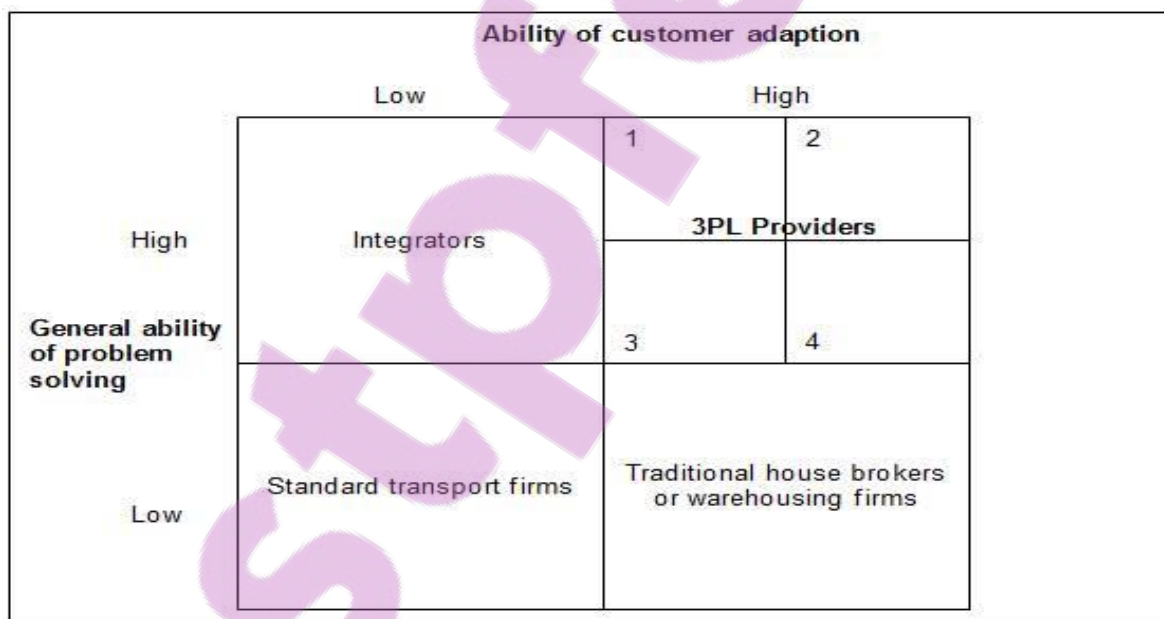 Ability of customer adaption
Low High
1 2
High Integrators 3PL Providers
General ability
of problem
solving
3 4
Low Standard transport firms Traditional house brokers
or warehousing firms
stpfe